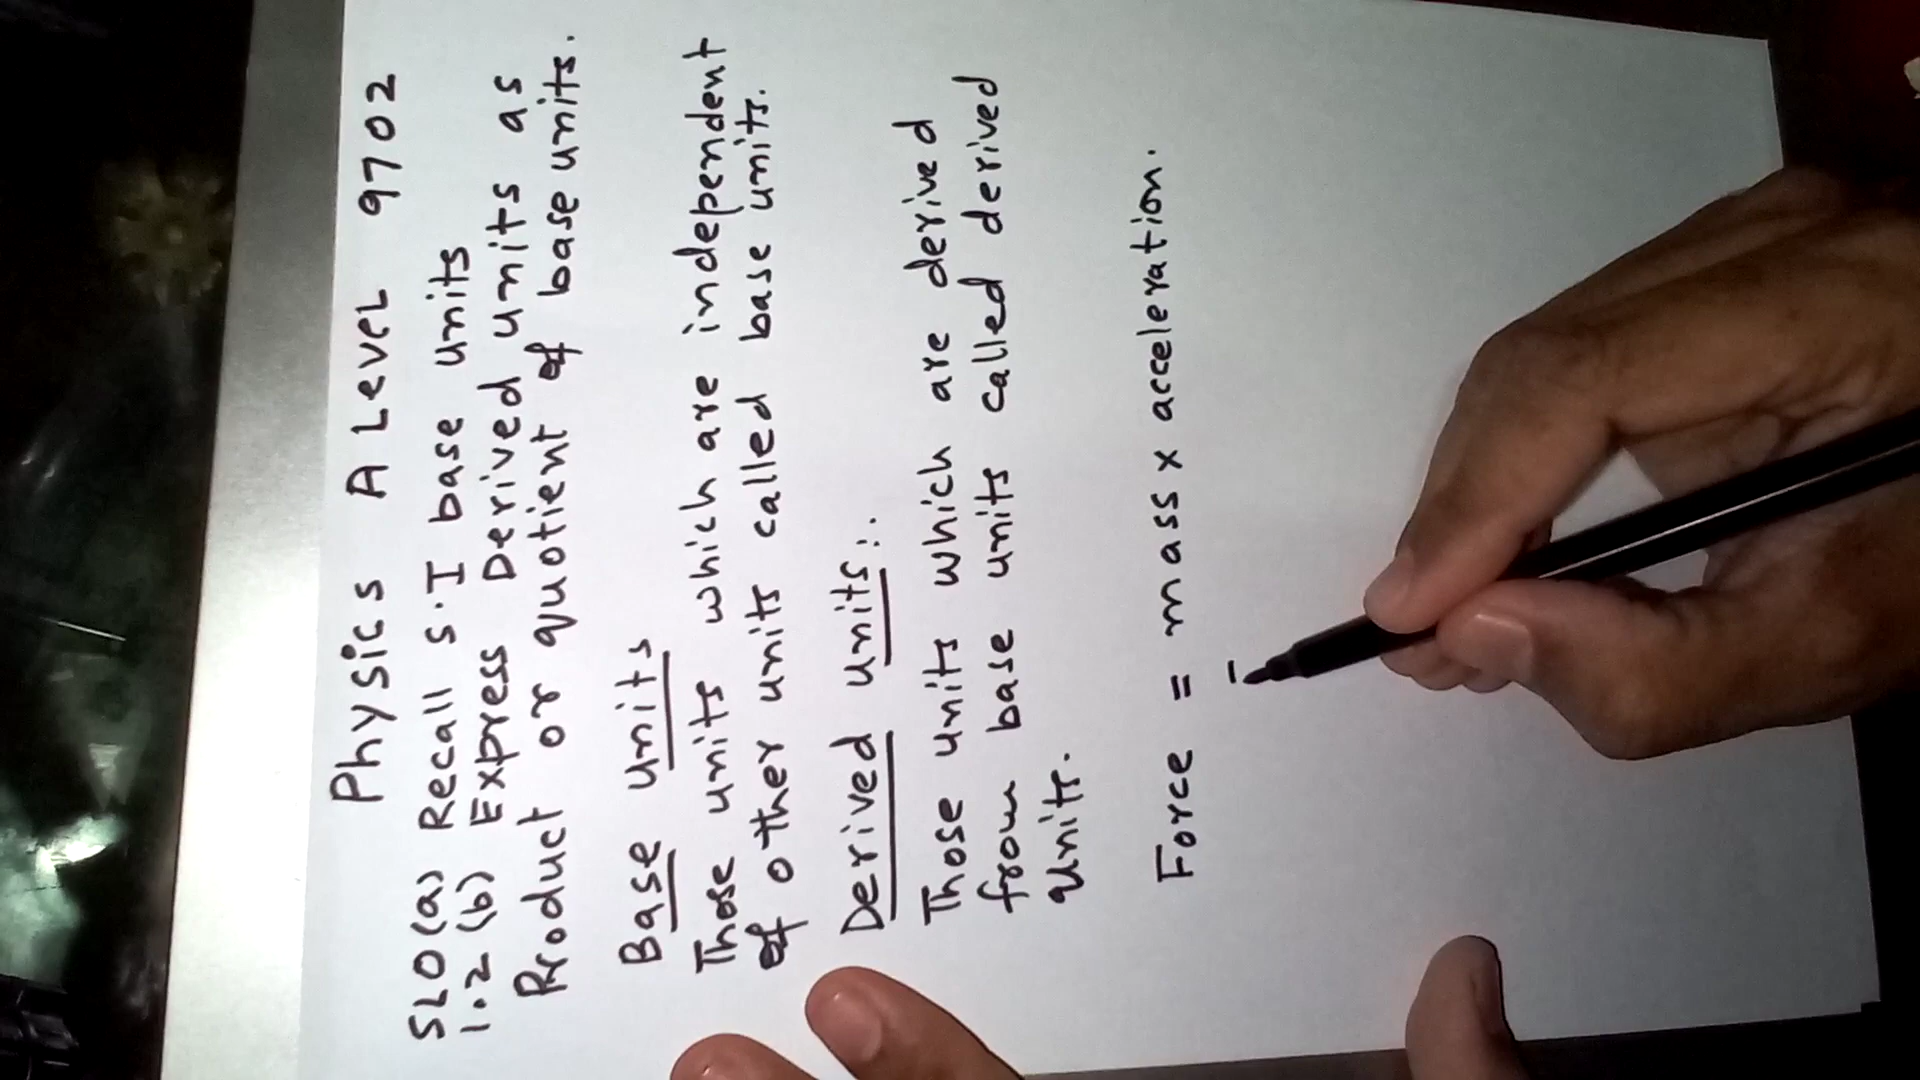 Physics A Level 9702
SLO(a) Recall S.I base units
1.2(b) Express Derived units as
Product or quotient of base units.
Base units
Those units which are independent
of other units called base units.
Derived units:.
Those units which are derived
from base units called derived
units.
Force = mass x acceleration.